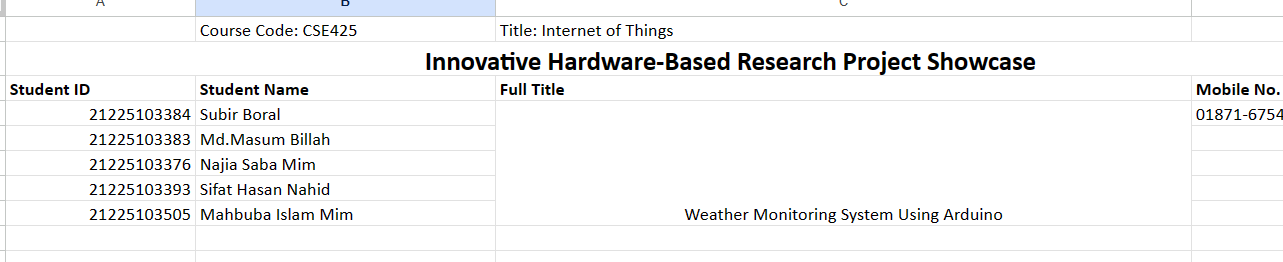 A B C
Course Code: CSE425 Title: Internet of Things
Innovative Hardware-Based Research Project Showcase
Student ID Student Name Full Title Mobile No.
21225103384 Subir Boral 01871-6754
21225103383 Md.Masum Billah
21225103376 Najia Saba Mim
21225103393 Sifat Hasan Nahid
21225103505 Mahbuba Islam Mim Weather Monitoring System Using Arduino